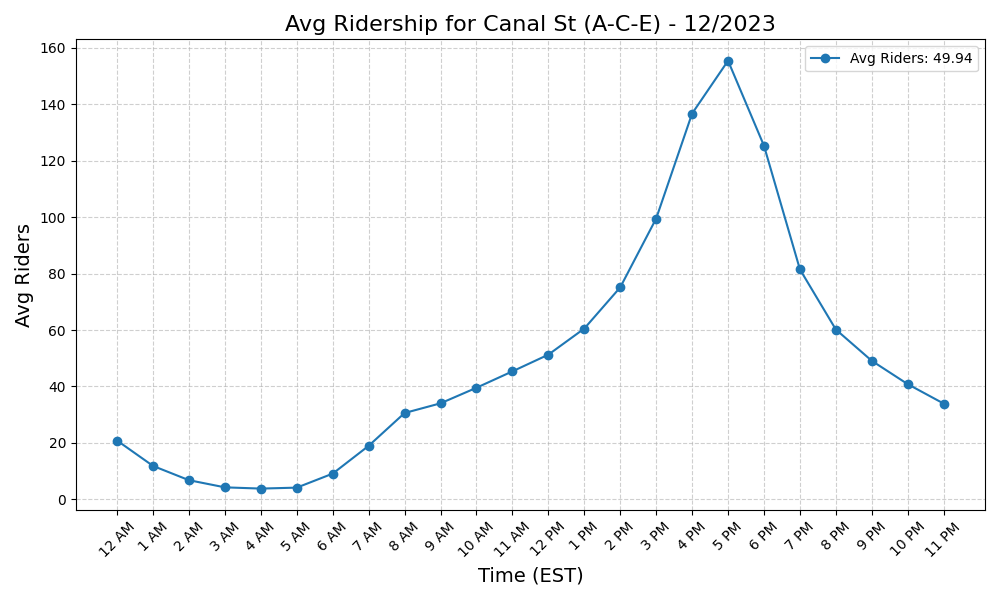 Avg Ridership for Canal St (A-C-E) - 12/2023
Avg Riders: 49.94
Avg Riders
160
140
120
100
80
60
40
20
0
12 AM
1 AM
2 AM
3 AM
4 AM
5 AM
6 AM
7 AM
8 AM
9 AM
10 AM
11 AM
12 PM
1 PM
2 PM
3 PM
4 PM
5 PM
6 PM
7 PM
8 PM
9 PM
10 PM
11 PM
Time (EST)